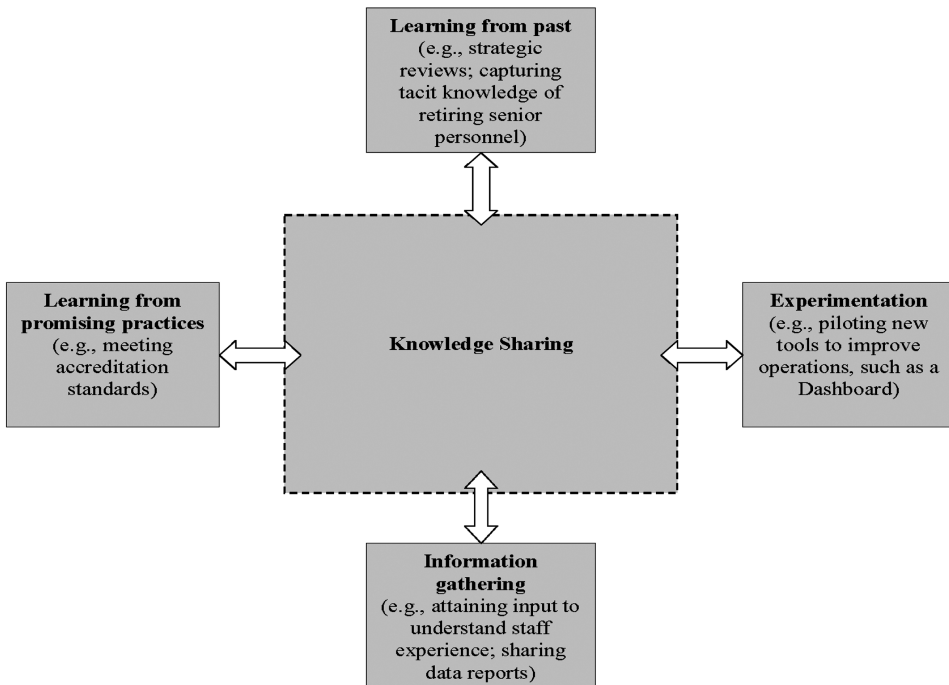 Learning from past
(e.g., strategic
reviews; capturing
tacit knowledge of
retiring senior
personnel)
Learning from
promising practices
(e.g., meeting
accreditation
standards)
Knowledge Sharing
Experimentation
(e.g., piloting new
tools to improve
operations, such as a
Dashboard)
Information
gathering
(e.g., attaining input to
understand staff
experience; sharing
data reports)